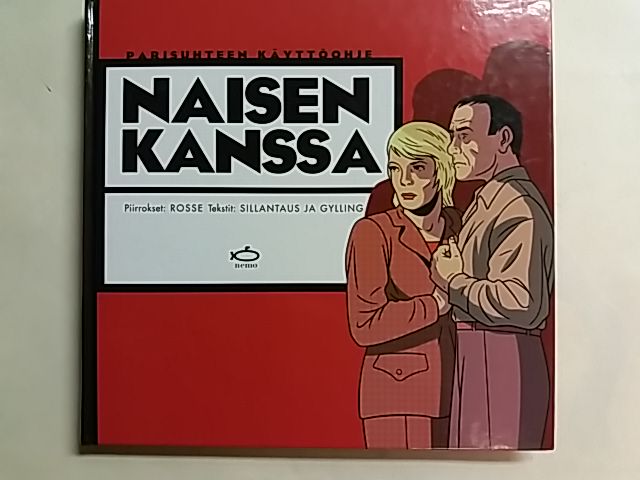 PARISUHTEEN KÄYTTÖOHJE
NAISEN
KANSSA
Piirrokset: ROSSE Tekstit: SILLANTAUS JA GYLLING
nemo